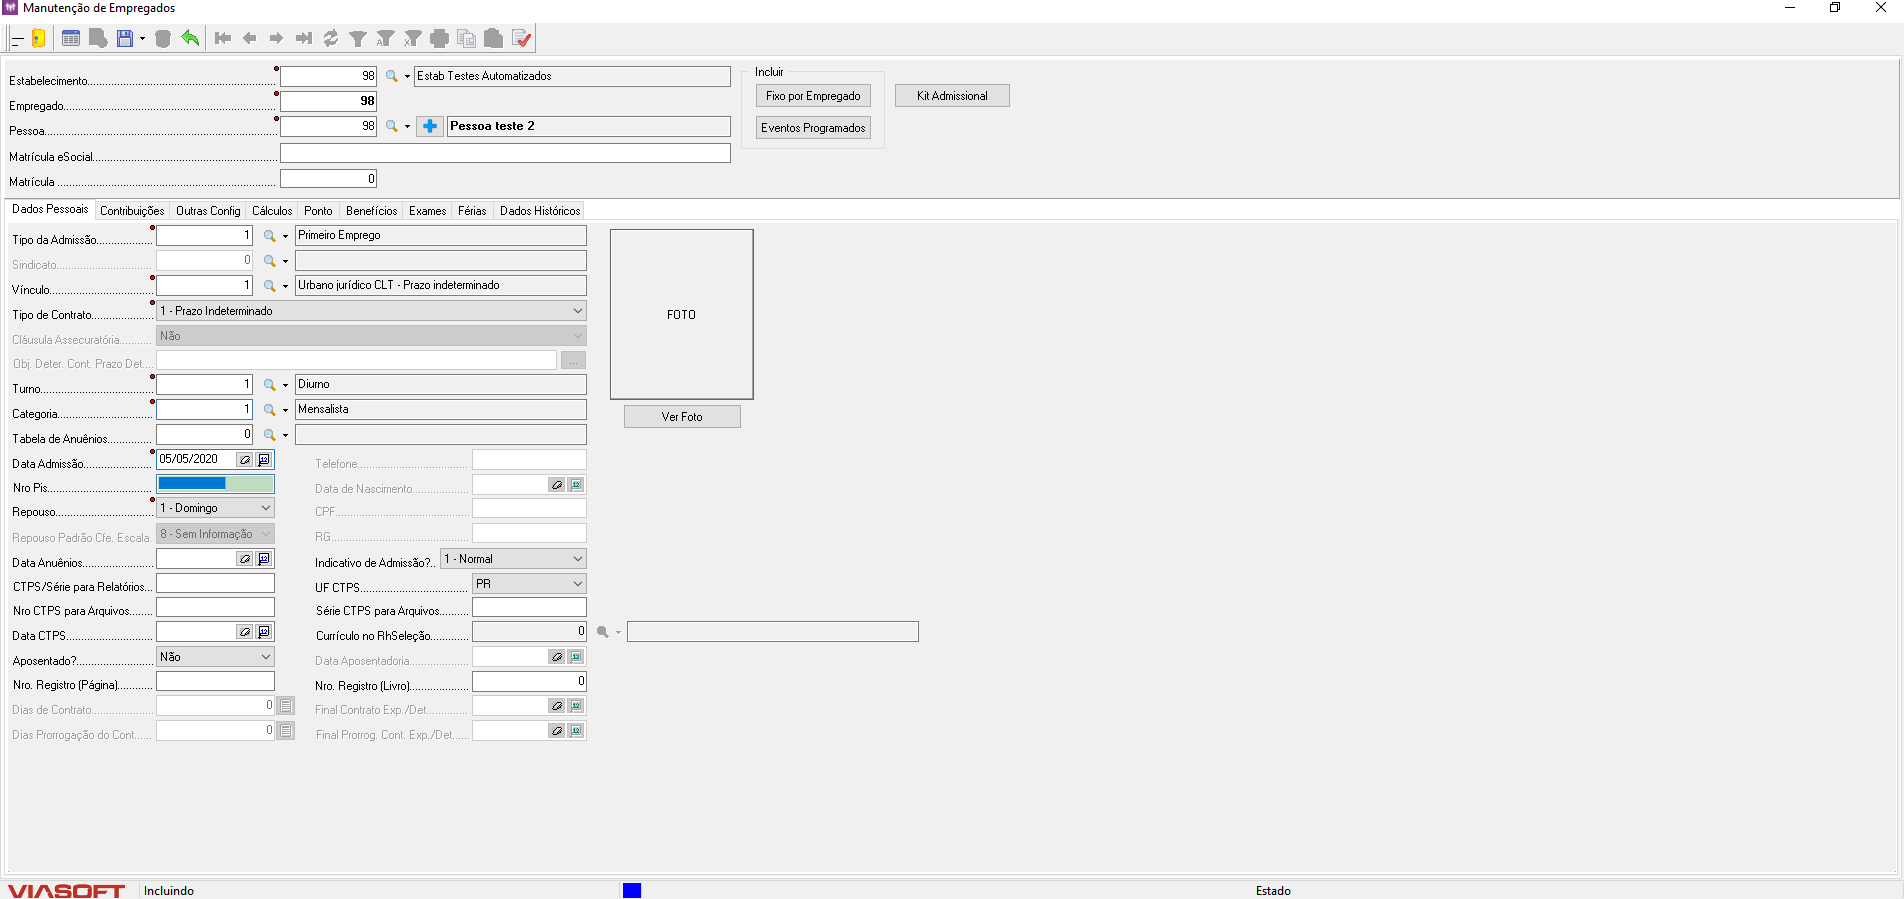 Manutenção de Empregados
Estabelecimento 98 Estab Testes Automatizados
Empregado 98
Pessoa 98 Pessoa teste 2
Matrícula eSocial
Matrícula 0
Incluir
Fixo por Empregado
Eventos Programados
Kit Admissional
Dados Pessoais Contribuições Outras Config Cálculos Ponto Benefícios Exames Férias Dados Históricos
Tipo da Admissão 1 Primeiro Emprego
Sindicato 0
Vínculo 1 Urbano jurídico CLT - Prazo indeterminado
Tipo de Contrato 1 - Prazo Indeterminado
Cláusula Assecuratória Não
Obj. Deter. Cont. Prazo Det. ...
Turno 1 Diurno
Categoria 1 Mensalista
Tabela de Anuênios 0
FOTO
Ver Foto
Data Admissão 05/05/2020 12 Telefone
Nro Pis Data de Nascimento 12
Repouso 1 - Domingo CPF
Repouso Padrão Cfe. Escala. 8 - Sem Informação RG
Data Anuênios 12 Indicativo de Admissão?.. 1 - Normal
CTPS/Série para Relatórios... UF CTPS PR
Nro CTPS para Arquivos Série CTPS para Arquivos
Data CTPS 12 Currículo no RhSeleção 0
Aposentado? Não Data Aposentadoria 12
Nro. Registro (Página) Nro. Registro (Livro) 0
Dias de Contrato 0 Final Contrato Exp./Det. 12
Dias Prorrogação do Cont. 0 Final Prorrog. Cont. Exp./Det. 12
VIASOFT Incluindo Estado